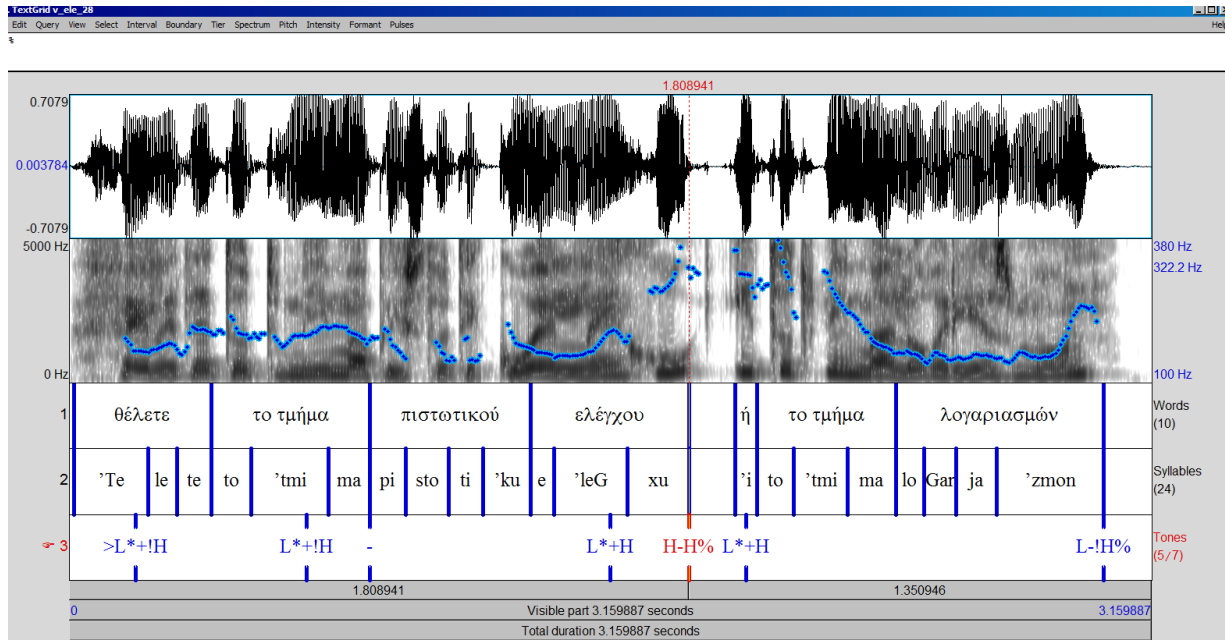 TextGrid v_ele_28
Edit Query View Select Interval Boundary Tier Spectrum Pitch Intensity Formant Pulses Help
1.808941
0.7079
0.003784
-0.7079
5000 Hz 380 Hz
322.2 Hz
0 Hz 100 Hz
1 θέλετε το τμήμα πιστωτικού ελέγχου ή το τμήμα λογαριασμών Words
(10)
2 'Te le te to 'tmi ma pi sto ti 'ku e 'leG xu 'i to 'tmi ma lo Gar ja 'zmon Syllables
(24)
3 >L*+!H L*+!H - L*+H H-H% L*+H L-!H% Tones
(5/7)
1.808941 1.350946
0 Visible part 3.159887 seconds 3.159887
Total duration 3.159887 seconds